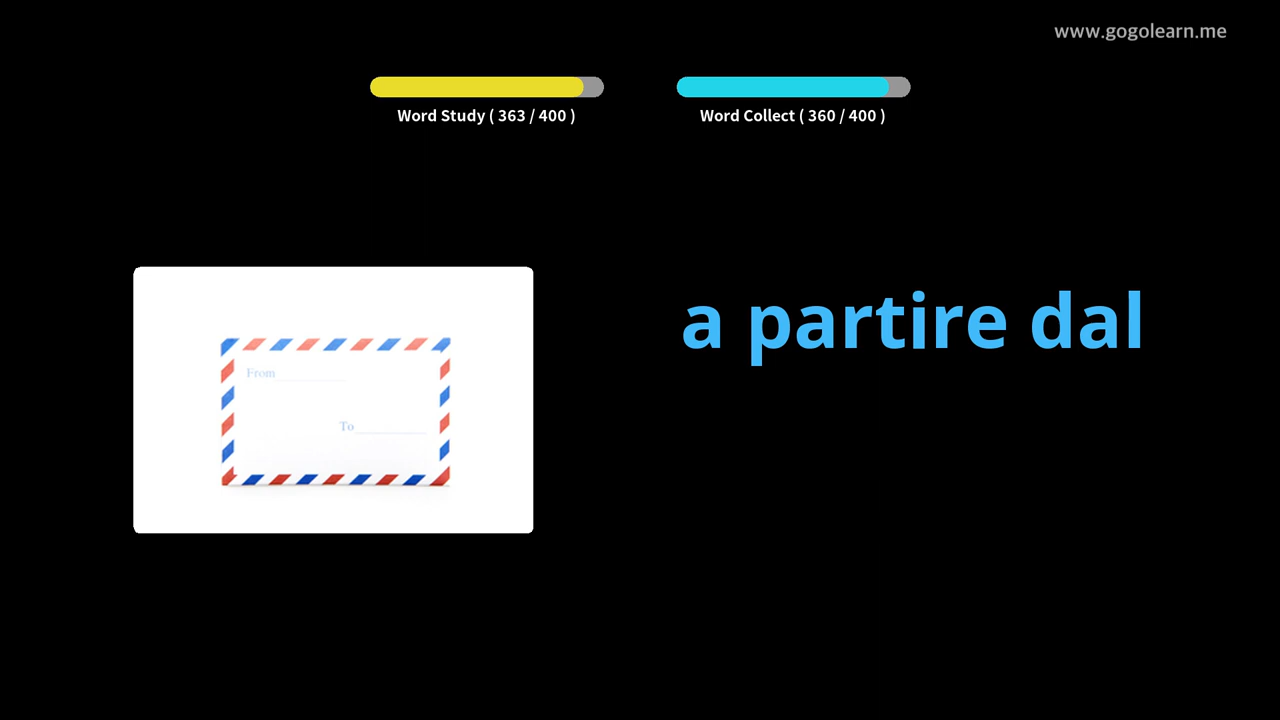 www.gogolearn.me
Word Study ( 363 / 400 )
Word Collect ( 360 / 400 )
a partire dal
From
To